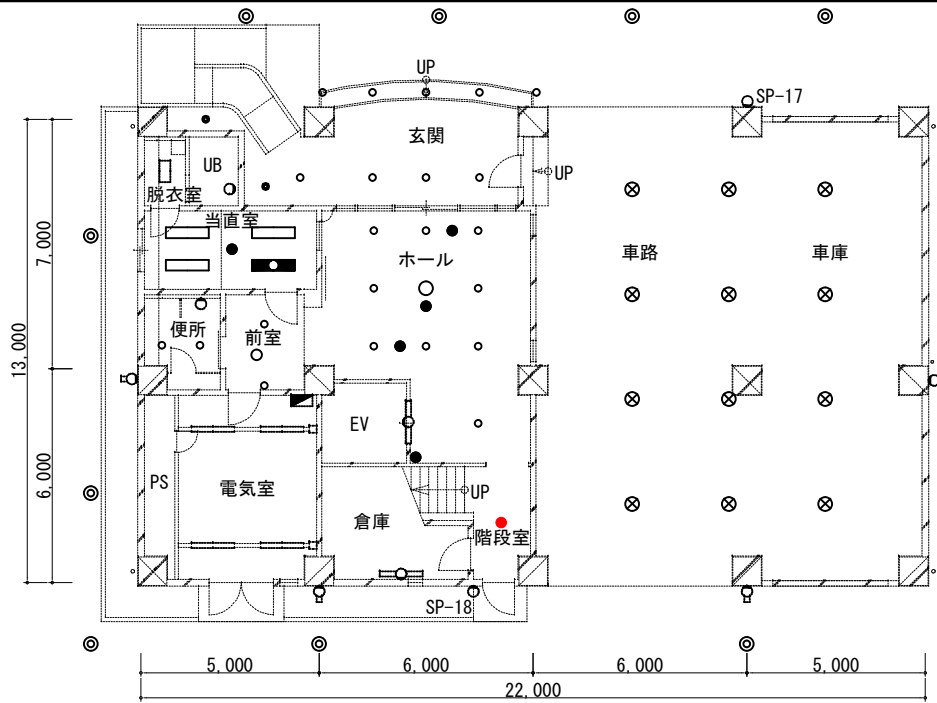 UP
SP-17
玄関
UB
UP
脱衣室
当直室
ホール
車路
車庫
7,000
便所
前室
13,000
EV
PS
電気室
6,000
UP
倉庫
階段室
SP-18
5,000
6,000
6,000
5,000
22,000